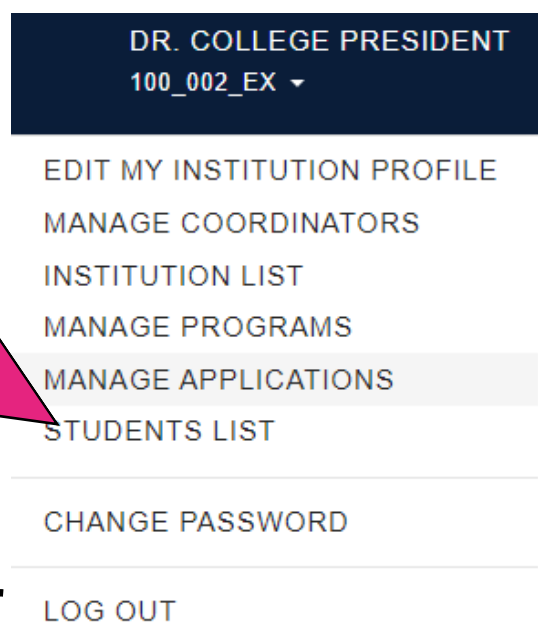 DR. COLLEGE PRESIDENT
100_002_EX
EDIT MY INSTITUTION PROFILE
MANAGE COORDINATORS
INSTITUTION LIST
MANAGE PROGRAMS
MANAGE APPLICATIONS
STUDENTS LIST
CHANGE PASSWORD
LOG OUT